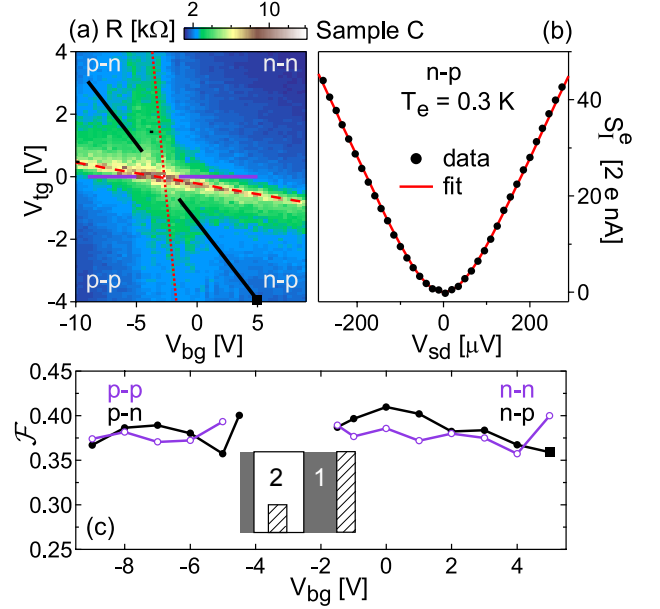 (a) R [kΩ] 2 10 Sample C (b)
4
2
0
-2
-4
V_tg [V]
p-n n-n
p-p n-p
-10 -5 0 5
V_bg [V]
n-p
T_e = 0.3 K
data
fit
40
20
0
S_I^e [2 e nA]
-200 0 200
V_sd [μV]
0.45
0.40
0.35
0.30
0.25
ℱ
p-p n-n
p-n n-p
2 1
(c)
-8 -6 -4 -2 0 2 4
V_bg [V]